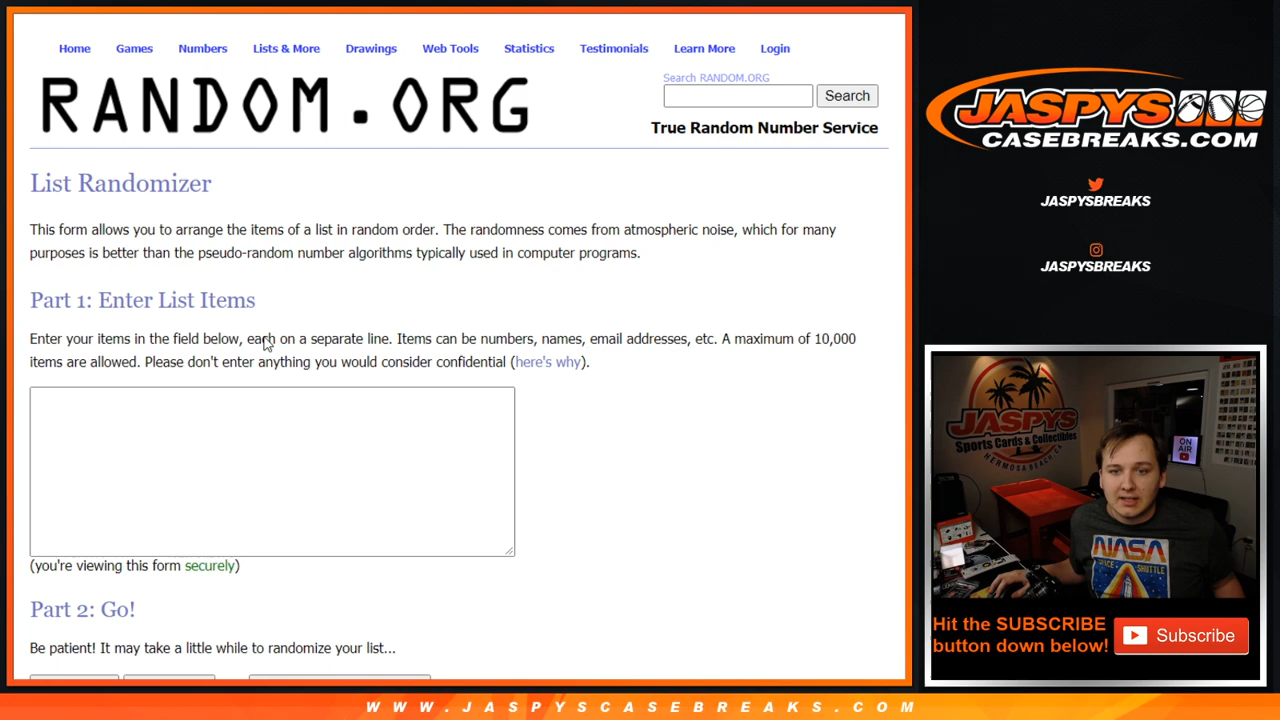 Home Games Numbers Lists & More Drawings Web Tools Statistics Testimonials Learn More Login
RANDOM.ORG
Search RANDOM.ORG
Search
True Random Number Service
List Randomizer
This form allows you to arrange the items of a list in random order. The randomness comes from atmospheric noise, which for many
purposes is better than the pseudo-random number algorithms typically used in computer programs.
Part 1: Enter List Items
Enter your items in the field below, each on a separate line. Items can be numbers, names, email addresses, etc. A maximum of 10,000
items are allowed. Please don't enter anything you would consider confidential (here's why).
(you're viewing this form securely)
Part 2: Go!
Be patient! It may take a little while to randomize your list...
JASPYS
CASEBREAKS.COM
JASPYSBREAKS
JASPYSBREAKS
JASPYS
Sports Cards & Collectibles
HERMOSA BEACH, CA
ON
AIR
NASA
SPACE SHUTTLE
Hit the SUBSCRIBE
button down below!
Subscribe
WWW.JASPYSCASEBREAKS.COM